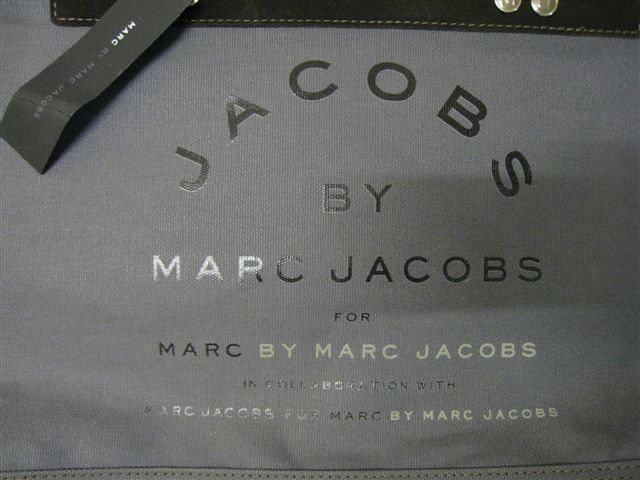 MARC BY MARC JACOBS
JACOBS
BY
MARC JACOBS
FOR
MARC BY MARC JACOBS
IN COLLABORATION WITH
MARC JACOBS FOR MARC BY MARC JACOBS